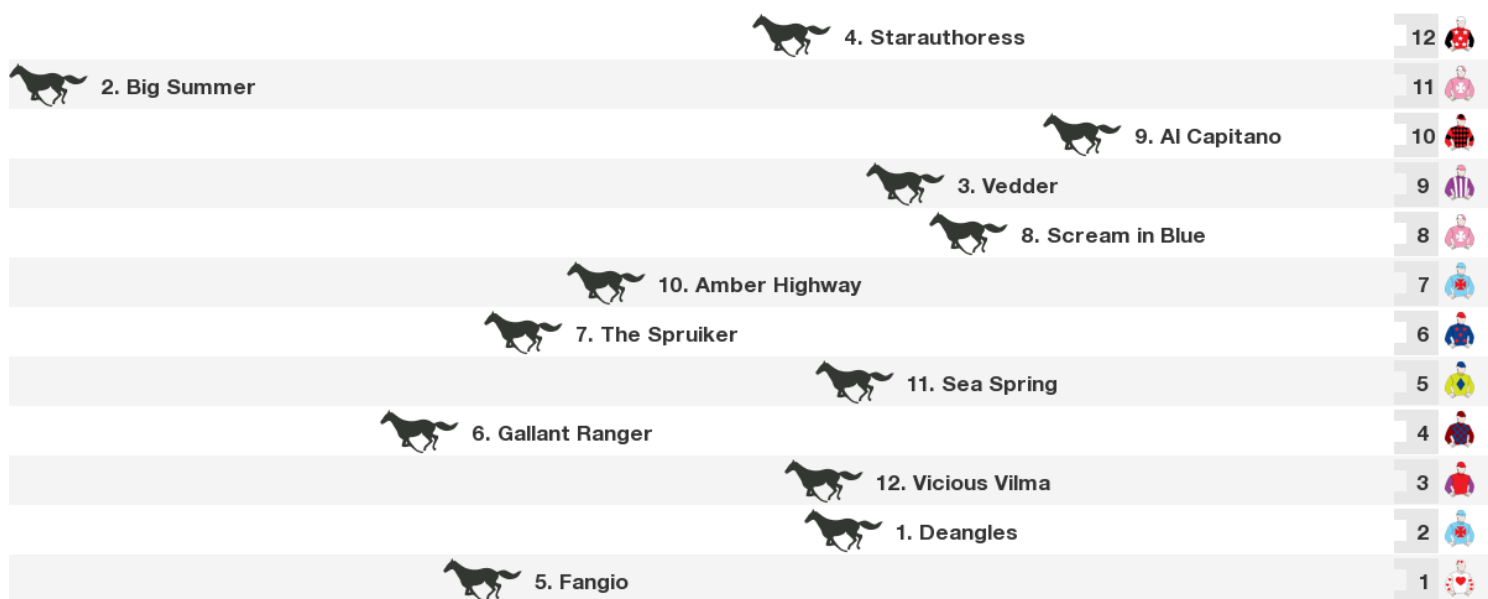 4. Starauthoress 12
2. Big Summer 11
9. Al Capitano 10
3. Vedder 9
8. Scream in Blue 8
10. Amber Highway 7
7. The Spruiker 6
11. Sea Spring 5
6. Gallant Ranger 4
12. Vicious Vilma 3
1. Deangles 2
5. Fangio 1